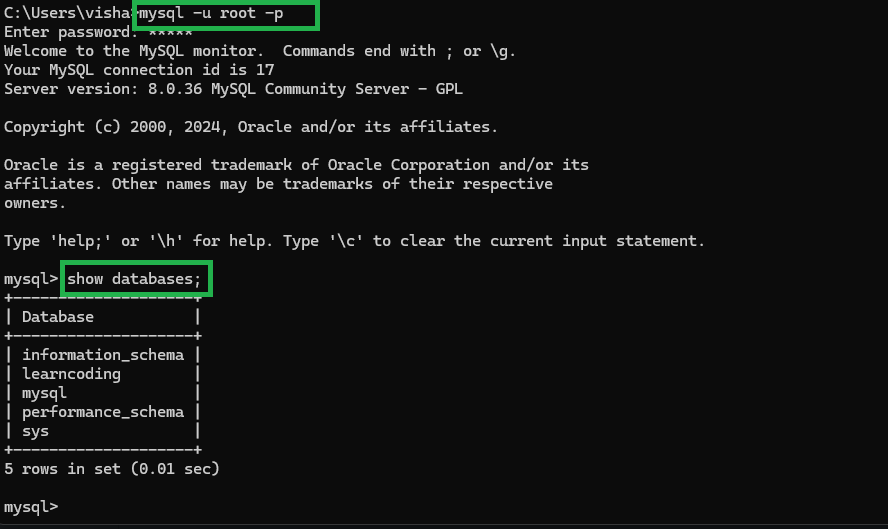 C:\Users\visha>mysql -u root -p
Enter password: *****
Welcome to the MySQL monitor.  Commands end with ; or \g.
Your MySQL connection id is 17
Server version: 8.0.36 MySQL Community Server - GPL

Copyright (c) 2000, 2024, Oracle and/or its affiliates.

Oracle is a registered trademark of Oracle Corporation and/or its
affiliates. Other names may be trademarks of their respective
owners.

Type 'help;' or '\h' for help. Type '\c' to clear the current input statement.

mysql> show databases;
+--------------------+
| Database           |
+--------------------+
| information_schema |
| learncoding        |
| mysql              |
| performance_schema |
| sys                |
+--------------------+
5 rows in set (0.01 sec)

mysql>